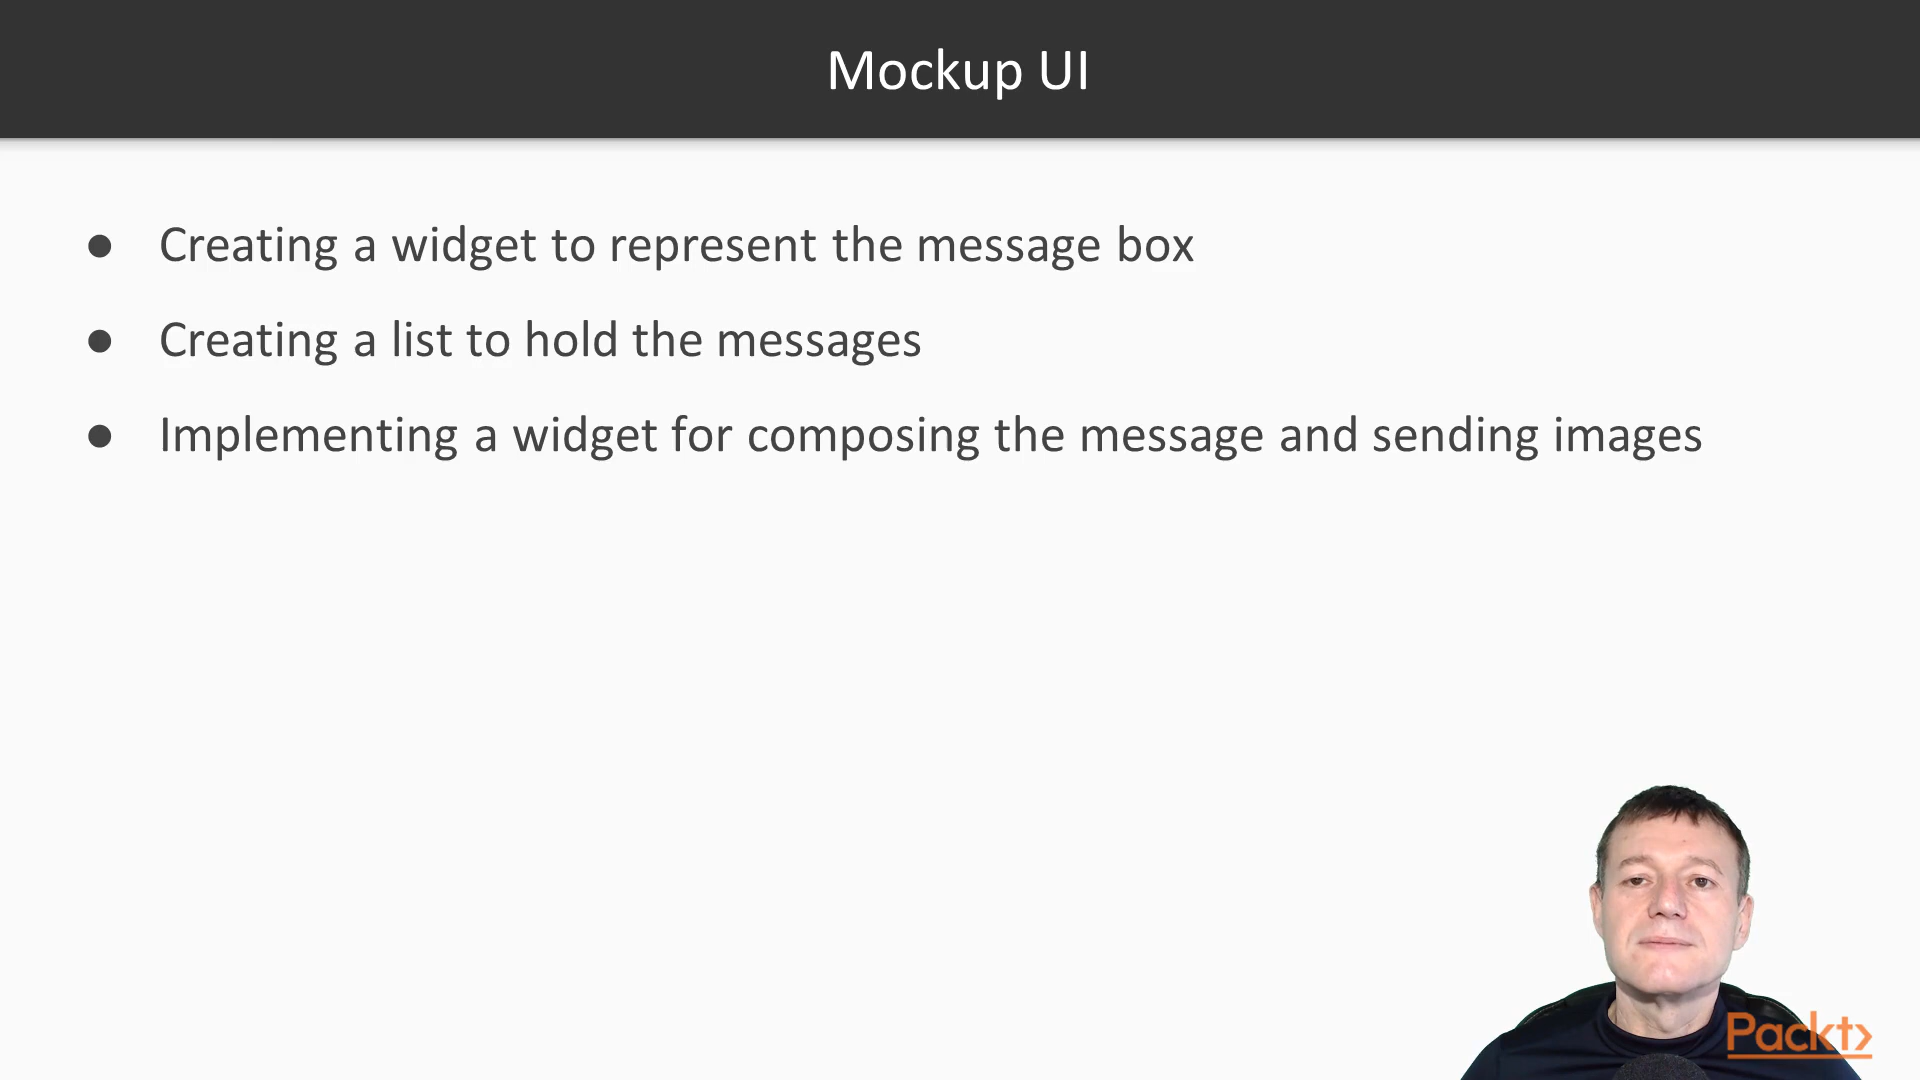 Mockup UI
● Creating a widget to represent the message box
● Creating a list to hold the messages
● Implementing a widget for composing the message and sending images
Packt>